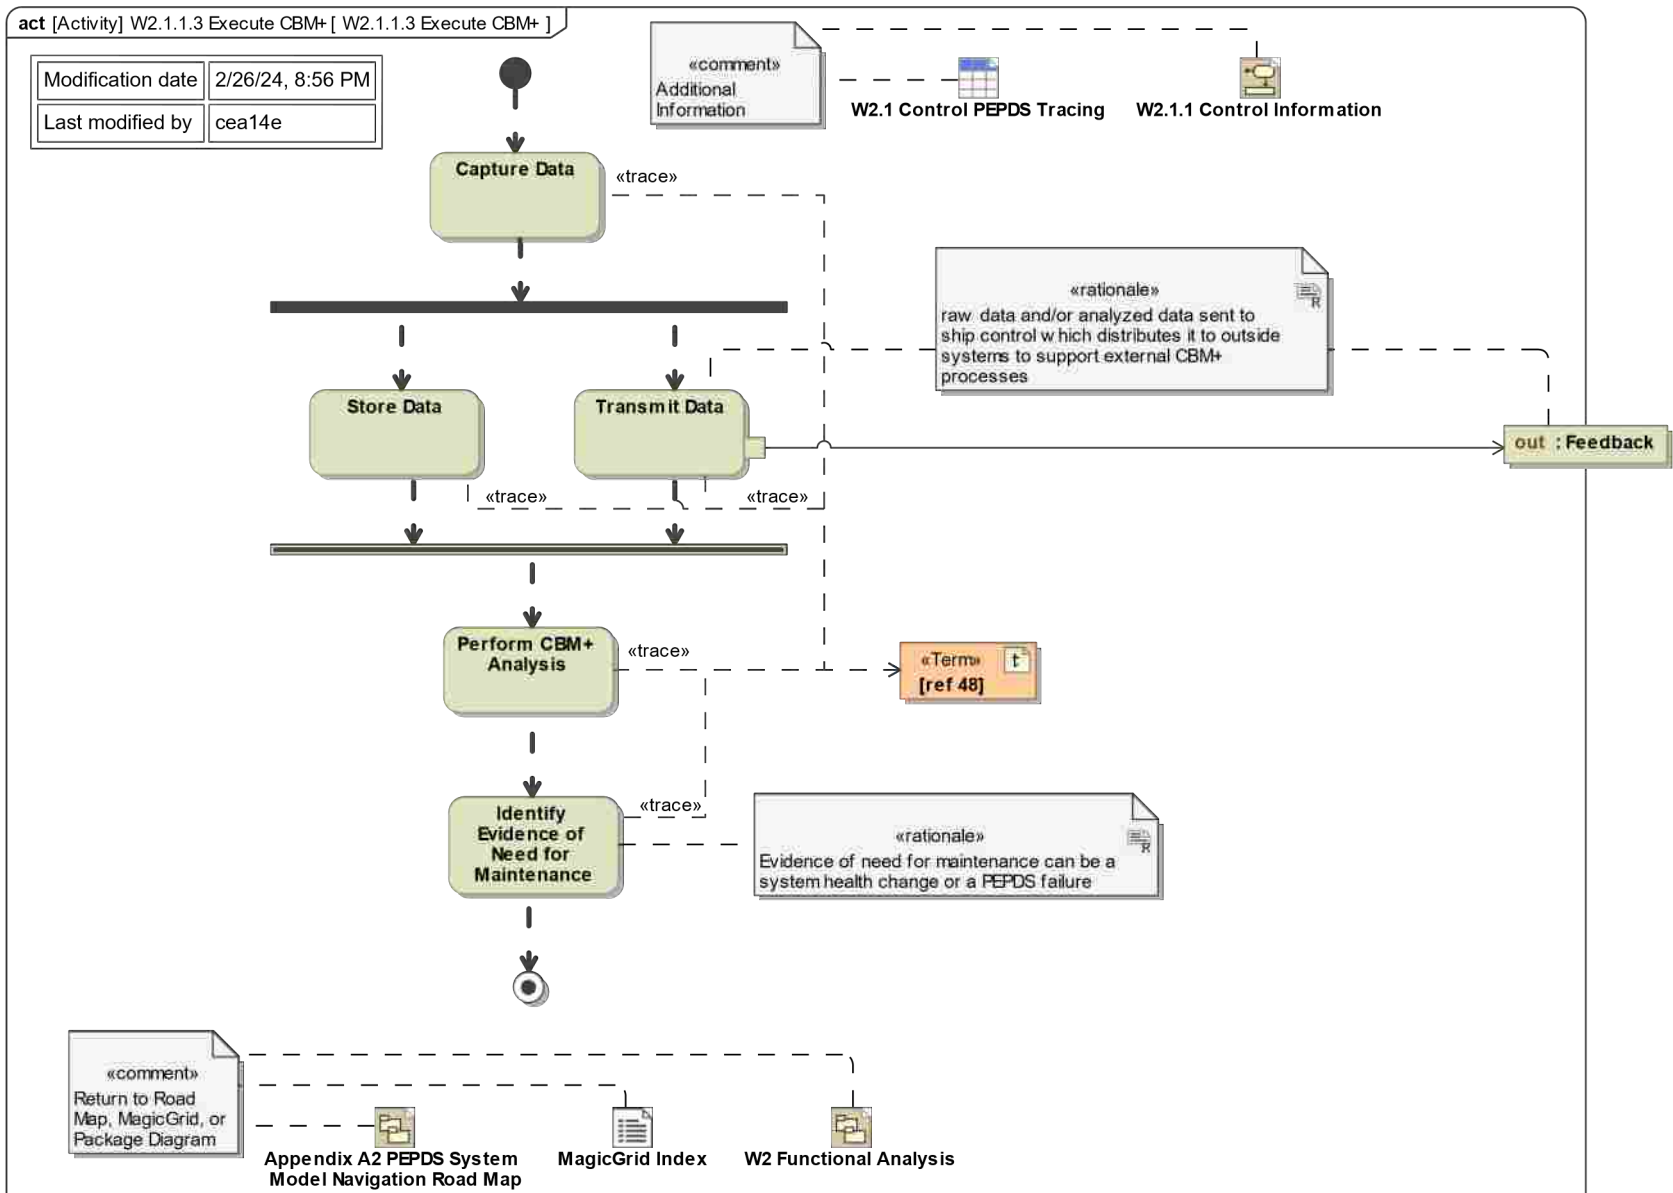 act [Activity] W2.1.1.3 Execute CBM+ [ W2.1.1.3 Execute CBM+ ]
Modification date 2/26/24, 8:56 PM
Last modified by cea14e
«comment»
Additional
Information
W2.1 Control PEPDS Tracing
W2.1.1 Control Information
Capture Data
«trace»
«rationale»
raw data and/or analyzed data sent to
ship control which distributes it to outside
systems to support external CBM+
processes
R
Store Data
Transmit Data
out : Feedback
«trace»
«trace»
Perform CBM+
Analysis
«trace»
«Term»
t
[ref 48]
Identify
Evidence of
Need for
Maintenance
«trace»
«rationale»
R
Evidence of need for maintenance can be a
system health change or a PEPDS failure
«comment»
Return to Road
Map, MagicGrid, or
Package Diagram
Appendix A2 PEPDS System
Model Navigation Road Map
MagicGrid Index
W2 Functional Analysis